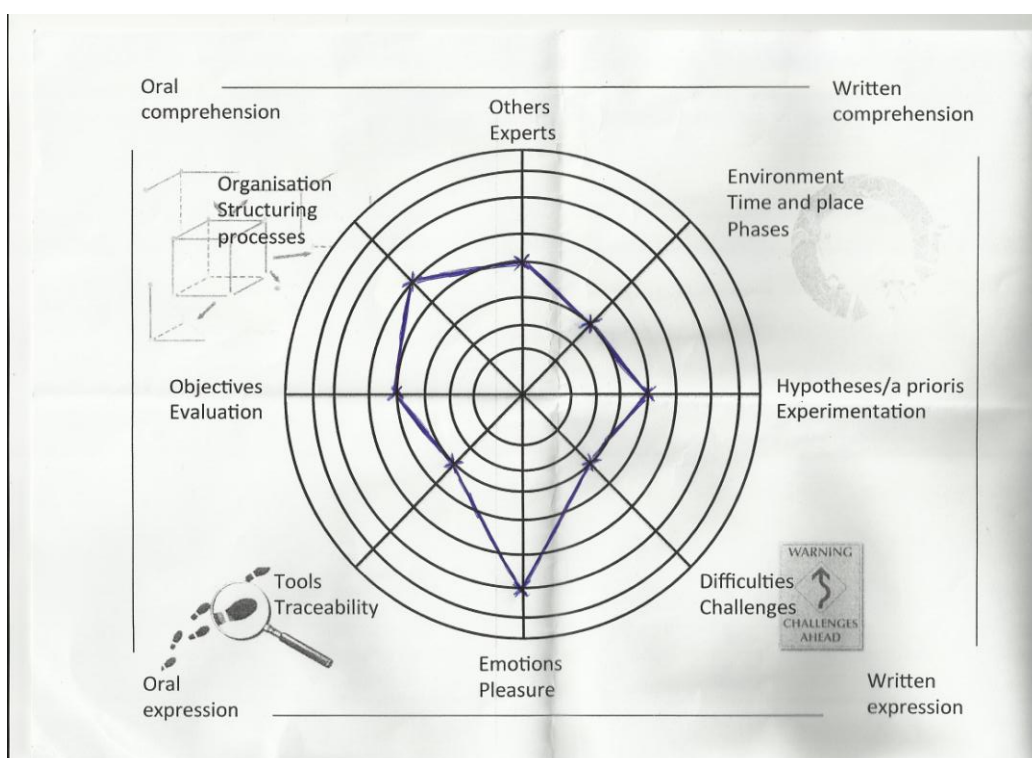 Oral
comprehension
Written
comprehension
Others
Experts
Organisation
Structuring
processes
Environment
Time and place
Phases
Objectives
Evaluation
Hypotheses/a prioris
Experimentation
Tools
Traceability
Difficulties
Challenges
WARNING
CHALLENGES
AHEAD
Emotions
Pleasure
Oral
expression
Written
expression